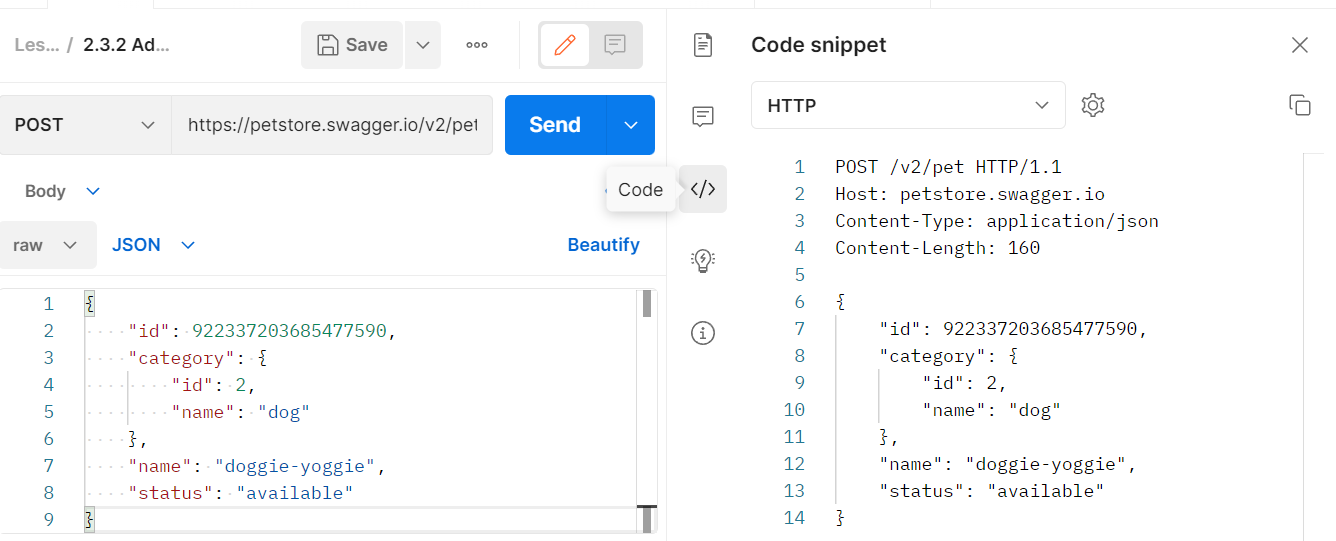 Les... / 2.3.2 Ad...
Save
POST
https://petstore.swagger.io/v2/pet
Send
Body
Code
raw
JSON
Beautify
1 {
2 "id": 922337203685477590,
3 "category": {
4 "id": 2,
5 "name": "dog"
6 },
7 "name": "doggie-yoggie",
8 "status": "available"
9 }
Code snippet
HTTP
1 POST /v2/pet HTTP/1.1
2 Host: petstore.swagger.io
3 Content-Type: application/json
4 Content-Length: 160
5
6 {
7 "id": 922337203685477590,
8 "category": {
9 "id": 2,
10 "name": "dog"
11 },
12 "name": "doggie-yoggie",
13 "status": "available"
14 }